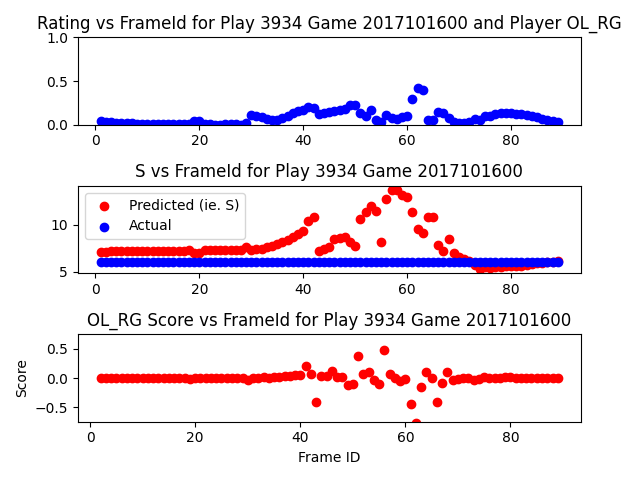 Rating vs FrameId for Play 3934 Game 2017101600 and Player OL_RG
1.0
0.5
0.0
0 20 40 60 80
S vs FrameId for Play 3934 Game 2017101600
10
5
Predicted (ie. S)
Actual
0 20 40 60 80
OL_RG Score vs FrameId for Play 3934 Game 2017101600
Score
0.5
0.0
−0.5
0 20 40 60 80
Frame ID